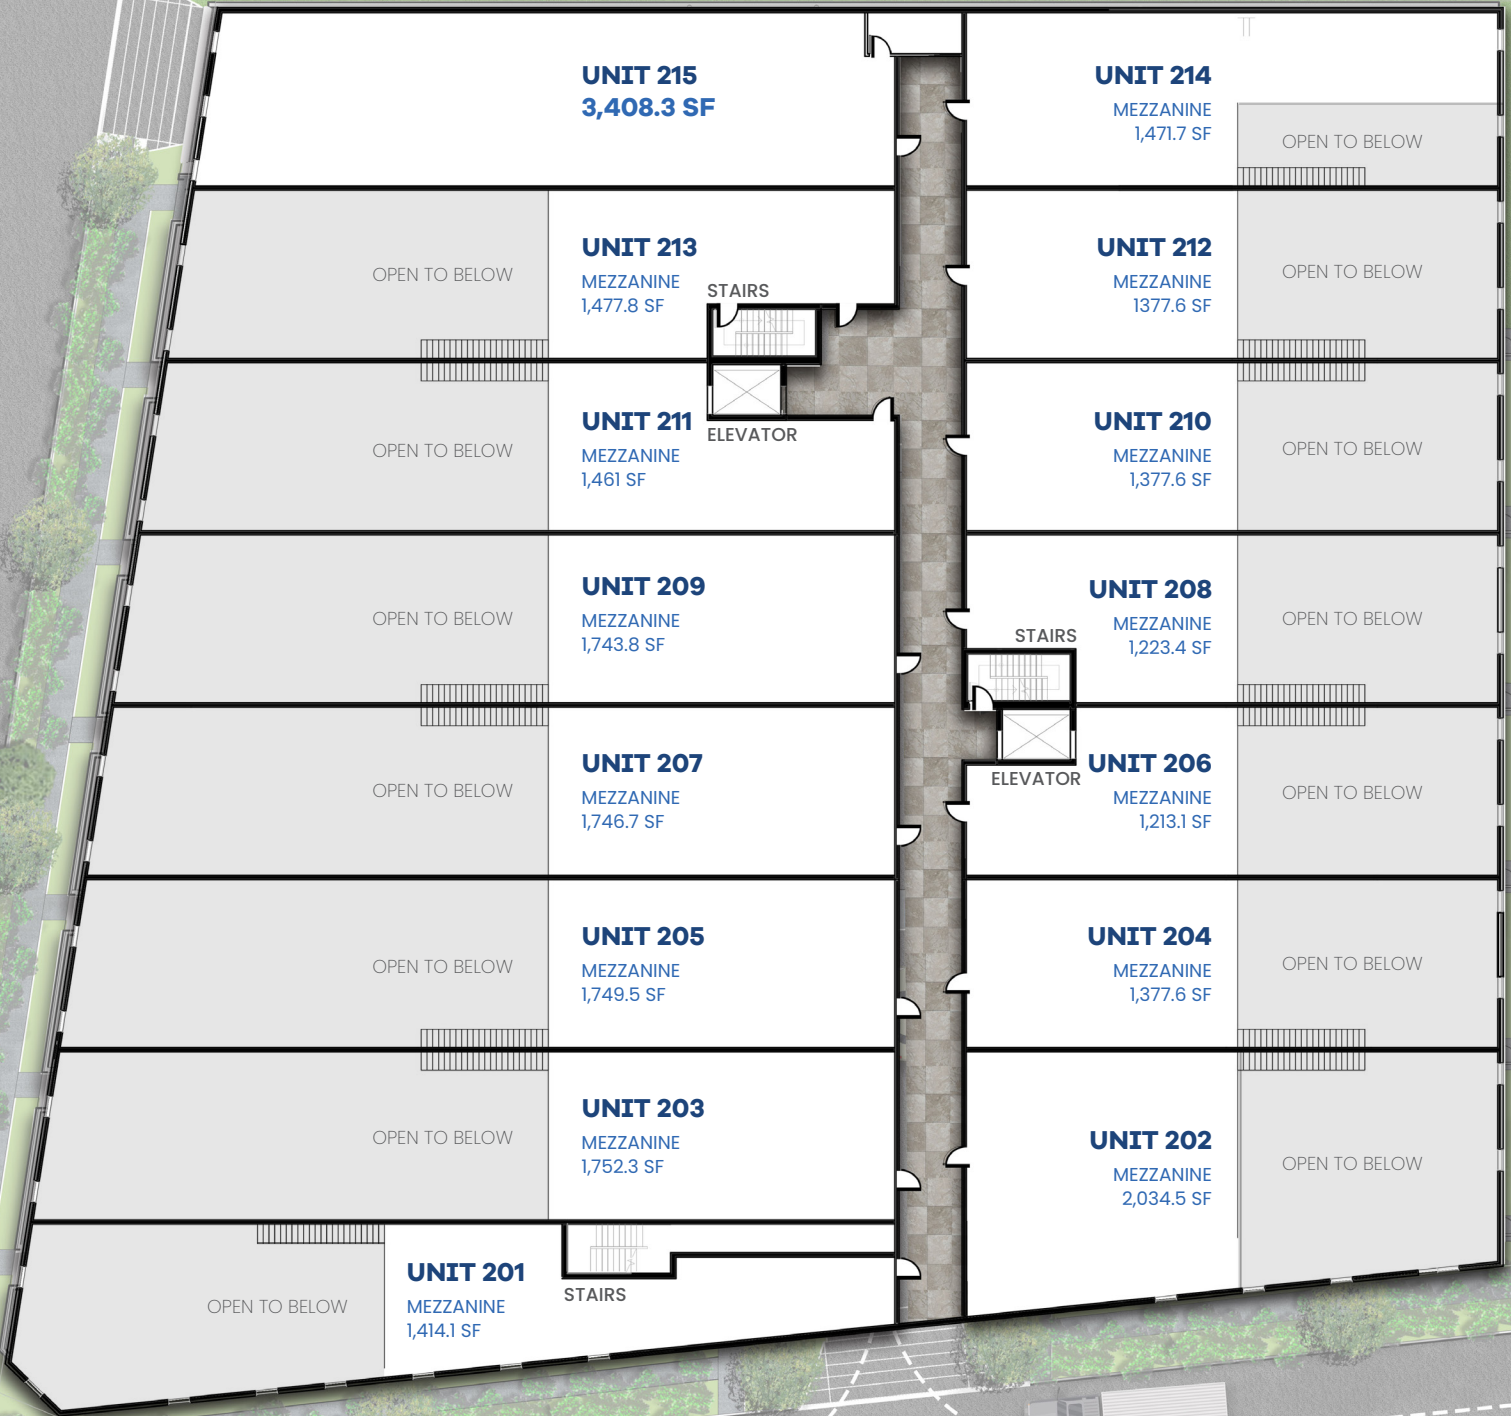 UNIT 215
3,408.3 SF
UNIT 214
MEZZANINE
1,471.7 SF
OPEN TO BELOW
OPEN TO BELOW
UNIT 213
MEZZANINE
1,477.8 SF
STAIRS
UNIT 212
MEZZANINE
1377.6 SF
OPEN TO BELOW
OPEN TO BELOW
UNIT 211
MEZZANINE
1,461 SF
ELEVATOR
UNIT 210
MEZZANINE
1,377.6 SF
OPEN TO BELOW
OPEN TO BELOW
UNIT 209
MEZZANINE
1,743.8 SF
STAIRS
UNIT 208
MEZZANINE
1,223.4 SF
OPEN TO BELOW
OPEN TO BELOW
UNIT 207
MEZZANINE
1,746.7 SF
ELEVATOR
UNIT 206
MEZZANINE
1,213.1 SF
OPEN TO BELOW
OPEN TO BELOW
UNIT 205
MEZZANINE
1,749.5 SF
UNIT 204
MEZZANINE
1,377.6 SF
OPEN TO BELOW
OPEN TO BELOW
UNIT 203
MEZZANINE
1,752.3 SF
UNIT 202
MEZZANINE
2,034.5 SF
OPEN TO BELOW
OPEN TO BELOW
UNIT 201
MEZZANINE
1,414.1 SF
STAIRS